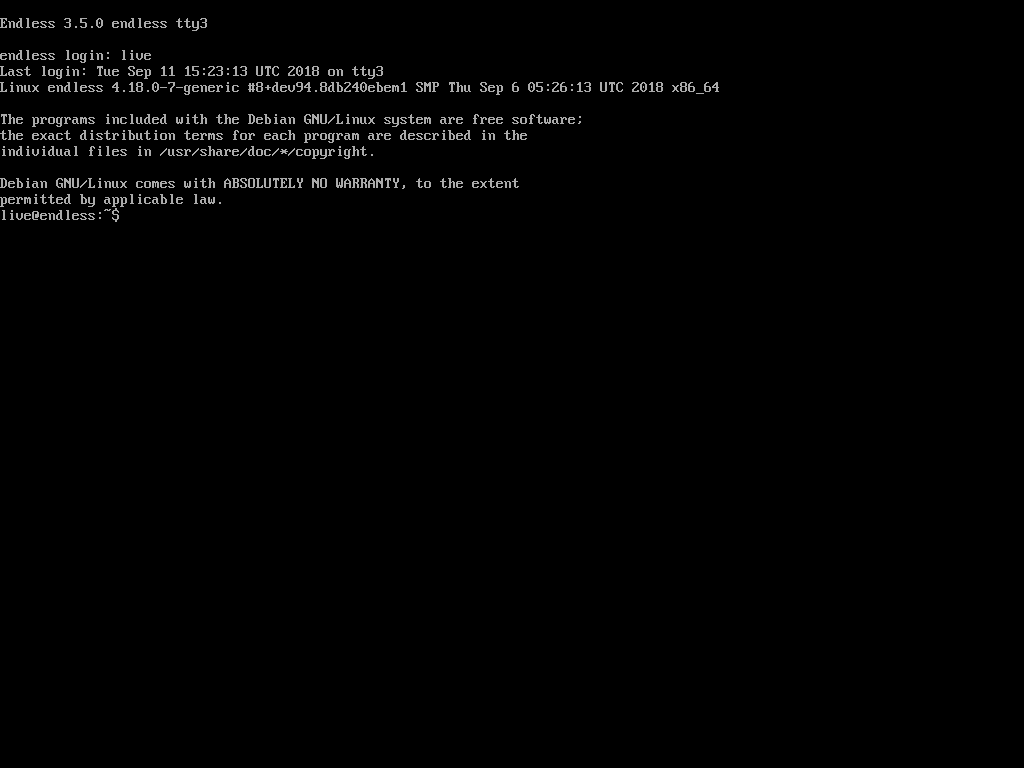 Endless 3.5.0 endless tty3
endless login: live
Last login: Tue Sep 11 15:23:13 UTC 2018 on tty3
Linux endless 4.18.0-7-generic #8+dev94.8db240ebem1 SMP Thu Sep 6 05:26:13 UTC 2018 x86_64
The programs included with the Debian GNU/Linux system are free software;
the exact distribution terms for each program are described in the
individual files in /usr/share/doc/*/copyright.
Debian GNU/Linux comes with ABSOLUTELY NO WARRANTY, to the extent
permitted by applicable law.
live@endless:~$